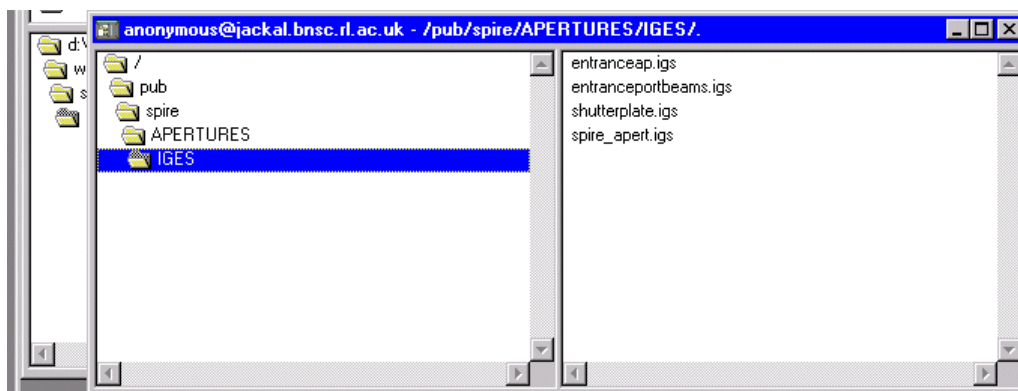 anonymous@jackal.bnsc.rl.ac.uk - /pub/spire/APERTURES/IGES/.
d:\
w
s
/
pub
spire
APERTURES
IGES
entranceap.igs
entranceportbeams.igs
shutterplate.igs
spire_apert.igs